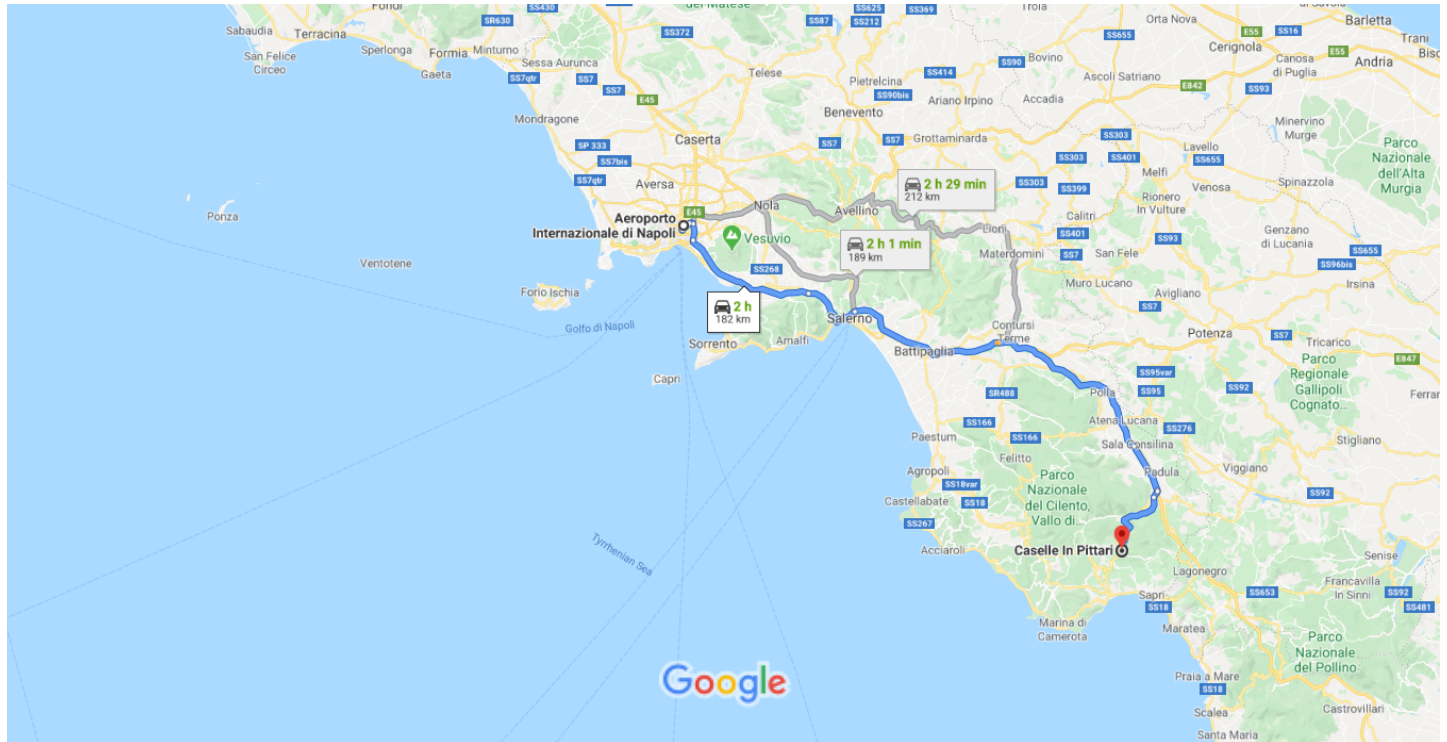 Fondi
SS430
del Matese
SS625
SS369
Troia
di Savoia
SR630
SS87
SS212
SS655
Orta Nova
E55
SS16
Barletta
Sabaudia
Terracina
SS372
Cerignola
E55
Trani
San Felice
Circeo
Sperlonga
Formia
Minturno
Gaeta
Sessa Aurunca
SS7qtr
SS7
SS7
Telese
Pietrelcina
SS414
SS90
Bovino
Ascoli Satriano
Canosa
di Puglia
Andria
SS90bis
E842
SS93
E45
Mondragone
Benevento
Ariano Irpino
Accadia
Minervino
Murge
Caserta
SS7
SS7
Grottaminarda
SS303
SP 333
SS7bis
SS303
SS401
Lavello
SS655
Parco
Nazionale
dell'Alta
Murgia
SS7qtr
Aversa
Melfi
Venosa
Spinazzola
2 h 29 min
212 km
SS303
SS399
Rionero
In Vulture
Ponza
Nola
Avellino
Calitri
E45
Aeroporto
Internazionale di Napoli
Lioni
SS401
SS93
Genzano
di Lucania
Vesuvio
2 h 1 min
189 km
Materdomini
SS7
San Fele
SS655
SS96bis
Ventotene
SS268
Muro Lucano
Irsina
Forio Ischia
Avigliano
2 h
182 km
SS7
Salerno
Golfo di Napoli
Contursi
Terme
Potenza
SS7
Sorrento
Amalfi
Battipaglia
Tricarico
E847
Capri
SS95var
Parco
Regionale
Gallipoli
Cognato...
SR488
Polla
SS95
SS92
Ferran
SS166
Atena Lucana
SS276
Paestum
SS166
Sala Consilina
Stigliano
Felitto
Agropoli
Parco
Nazionale
del Cilento,
Vallo di...
Padula
Viggiano
SS18var
SS18
SS92
Castellabate
SS267
Tyrrhenian Sea
Acciaroli
Caselle In Pittari
Senise
Lagonegro
Francavilla
In Sinni
SS92
SS653
SS481
Sapri
SS18
Marina di
Camerota
Maratea
Parco
Nazionale
del Pollino
Google
Praia a Mare
SS18
Scalea
Castrovillari
Santa Maria